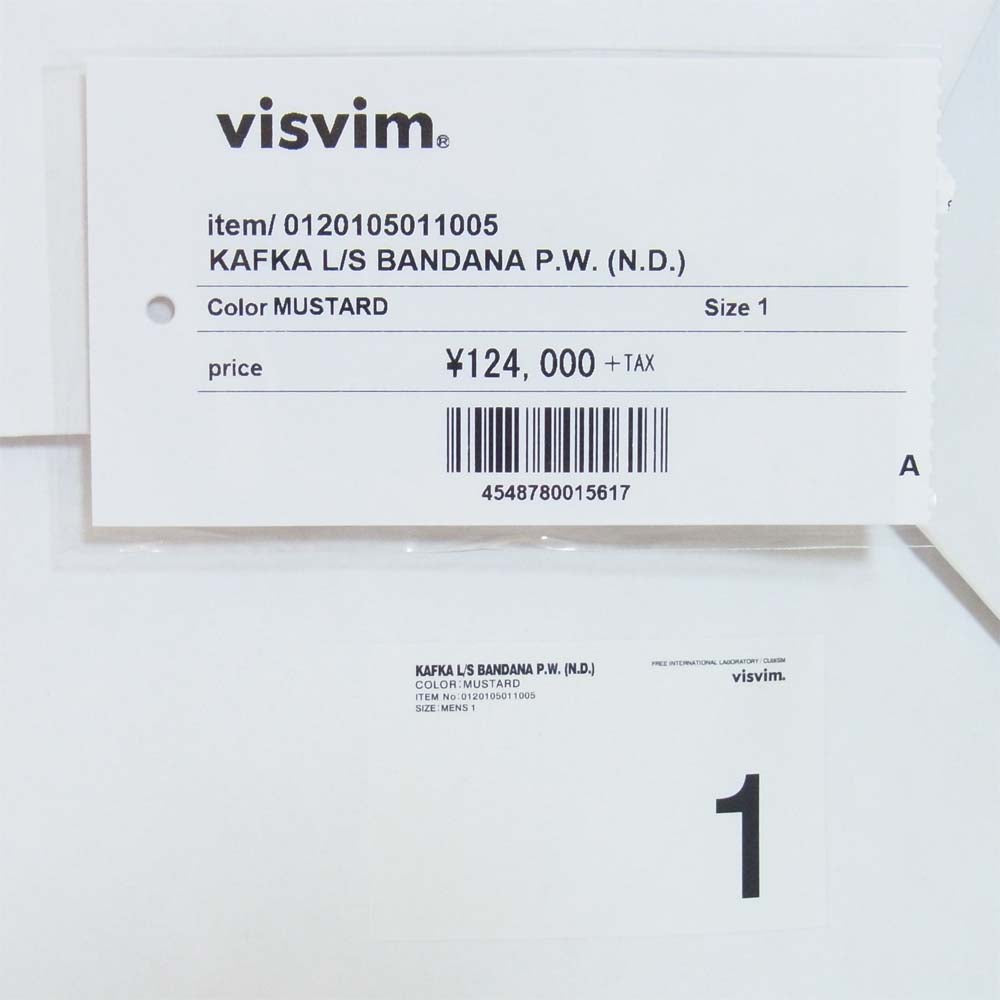 visvim®
item/ 0120105011005
KAFKA L/S BANDANA P.W. (N.D.)
Color MUSTARD Size 1
price ¥124,000 +TAX
4548780015617
A
KAFKA L/S BANDANA P.W. (N.D.)
COLOR:MUSTARD
ITEM No:0120105011005
SIZE:MENS 1
FREE INTERNATIONAL LABORATORY /
visvim.
1